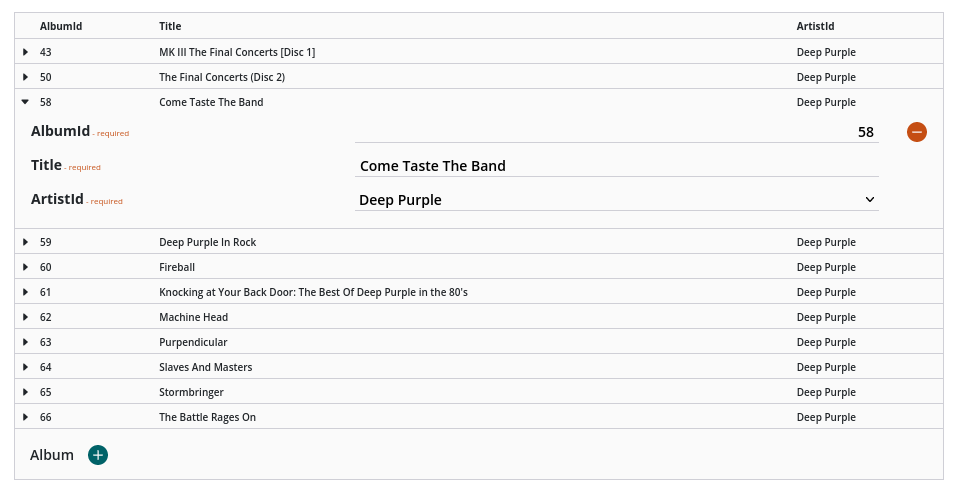 AlbumId Title ArtistId
43 MK III The Final Concerts [Disc 1] Deep Purple
50 The Final Concerts (Disc 2) Deep Purple
58 Come Taste The Band Deep Purple
AlbumId - required 58
Title - required Come Taste The Band
ArtistId - required Deep Purple
59 Deep Purple In Rock Deep Purple
60 Fireball Deep Purple
61 Knocking at Your Back Door: The Best Of Deep Purple in the 80's Deep Purple
62 Machine Head Deep Purple
63 Purpendicular Deep Purple
64 Slaves And Masters Deep Purple
65 Stormbringer Deep Purple
66 The Battle Rages On Deep Purple
Album